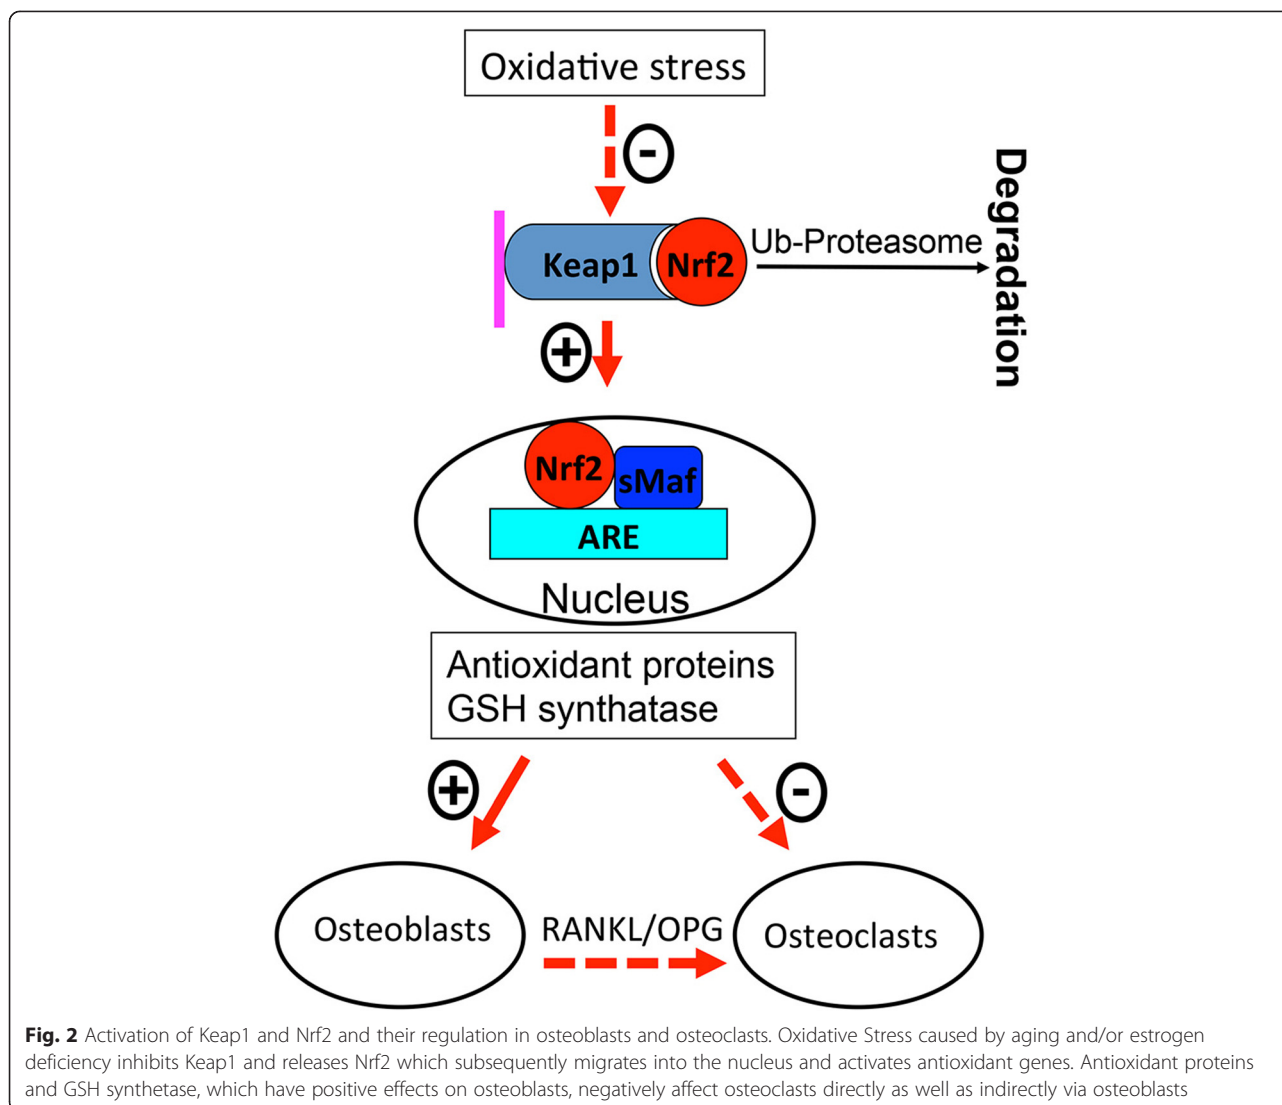 Oxidative stress
-
Keap1
Nrf2
Ub-Proteasome
Degradation
+
Nrf2
sMaf
ARE
Nucleus
Antioxidant proteins
GSH synthatase
+
-
Osteoblasts
RANKL/OPG
Osteoclasts
Fig. 2 Activation of Keap1 and Nrf2 and their regulation in osteoblasts and osteoclasts. Oxidative Stress caused by aging and/or estrogen
deficiency inhibits Keap1 and releases Nrf2 which subsequently migrates into the nucleus and activates antioxidant genes. Antioxidant proteins
and GSH synthetase, which have positive effects on osteoblasts, negatively affect osteoclasts directly as well as indirectly via osteoblasts